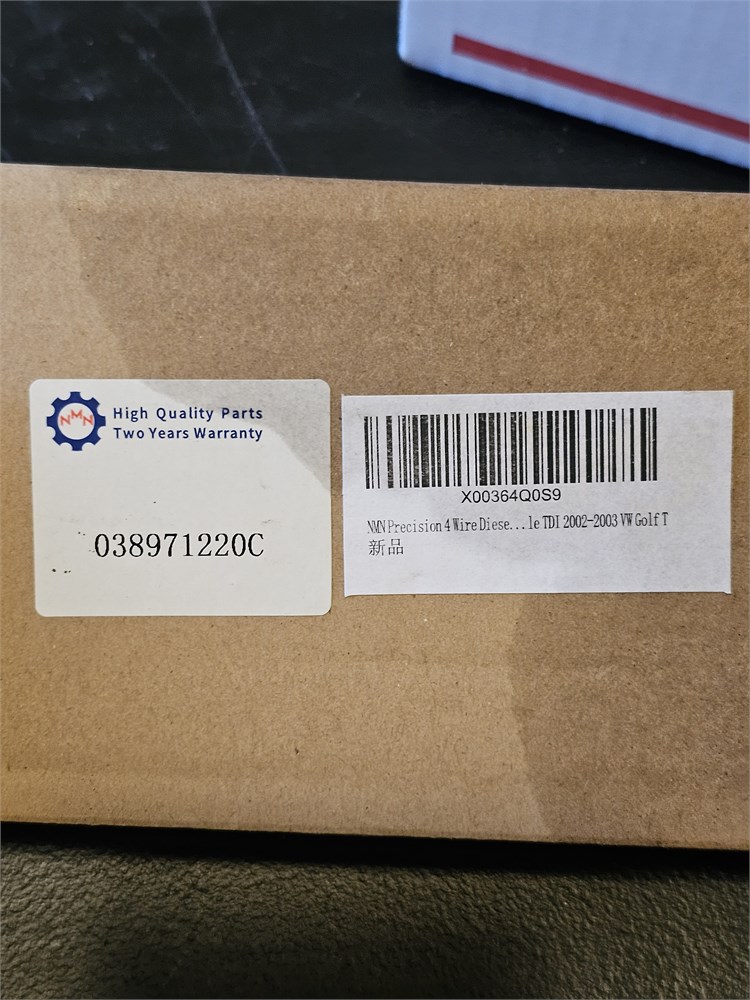 NMN
High Quality Parts
Two Years Warranty
038971220C
X00364Q0S9
NMN Precision 4 Wire Diese...le TDI 2002-2003 VW Golf T
新品